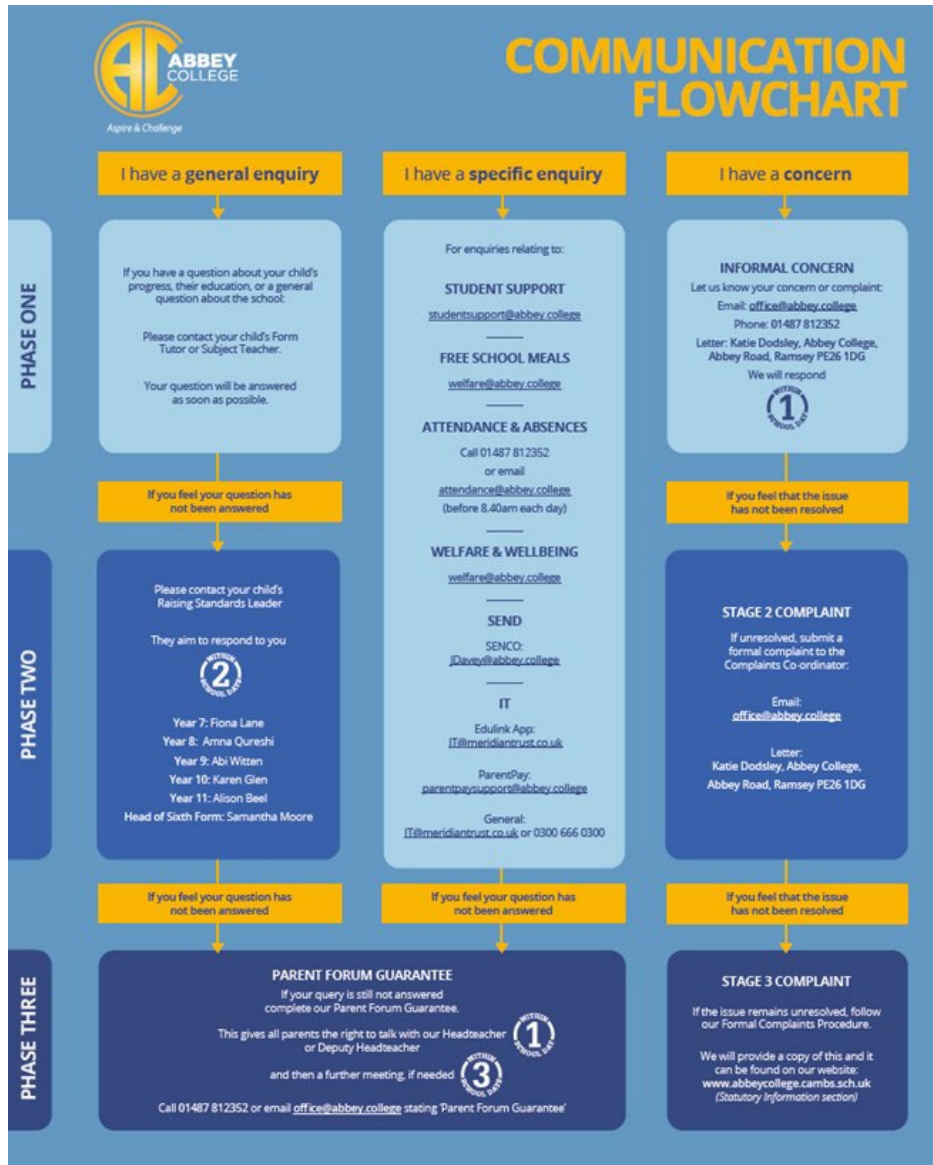 ABBEY
COLLEGE
Aspire & Challenge
COMMUNICATION
FLOWCHART
I have a general enquiry
I have a specific enquiry
I have a concern
PHASE ONE
If you have a question about your child's
progress, their education, or a general
question about the school:
Please contact your child's Form
Tutor or Subject Teacher.
Your question will be answered
as soon as possible.
If you feel your question has
not been answered
For enquiries relating to:
STUDENT SUPPORT
studentsupport@abbey.college
FREE SCHOOL MEALS
welfare@abbey.college
ATTENDANCE & ABSENCES
Call 01487 812352
or email
attendance@abbey.college
(before 8.40am each day)
WELFARE & WELLBEING
welfare@abbey.college
SEND
SENCO:
JDavey@abbey.college
IT
Edulink App:
IT@meridiantrust.co.uk
ParentPay:
parentpaysupport@abbey.college
General:
IT@meridiantrust.co.uk or 0300 666 0300
INFORMAL CONCERN
Let us know your concern or complaint:
Email: office@abbey.college
Phone: 01487 812352
Letter: Katie Dodsley, Abbey College,
Abbey Road, Ramsey PE26 1DG
We will respond
WITHIN
1
SCHOOL DAY
If you feel that the issue
has not been resolved
PHASE TWO
Please contact your child's
Raising Standards Leader
They aim to respond to you
WITHIN
2
SCHOOL DAYS
Year 7: Fiona Lane
Year 8: Amna Qureshi
Year 9: Abi Witten
Year 10: Karen Glen
Year 11: Alison Beel
Head of Sixth Form: Samantha Moore
STAGE 2 COMPLAINT
If unresolved, submit a
formal complaint to the
Complaints Co-ordinator:
Email:
office@abbey.college
Letter:
Katie Dodsley, Abbey College,
Abbey Road, Ramsey PE26 1DG
If you feel your question has
not been answered
If you feel your question has
not been answered
If you feel that the issue
has not been resolved
PHASE THREE
PARENT FORUM GUARANTEE
If your query is still not answered
complete our Parent Forum Guarantee.
This gives all parents the right to talk with our Headteacher
or Deputy Headteacher
WITHIN
1
SCHOOL DAY
and then a further meeting, if needed
WITHIN
3
SCHOOL DAYS
Call 01487 812352 or email office@abbey.college stating 'Parent Forum Guarantee'
STAGE 3 COMPLAINT
If the issue remains unresolved, follow
our Formal Complaints Procedure.
We will provide a copy of this and it
can be found on our website:
www.abbeycollege.cambs.sch.uk
(Statutory Information section)